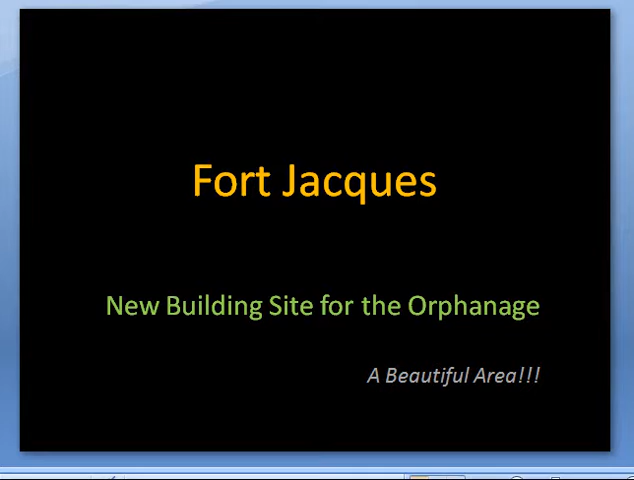 Fort Jacques
New Building Site for the Orphanage
A Beautiful Area!!!